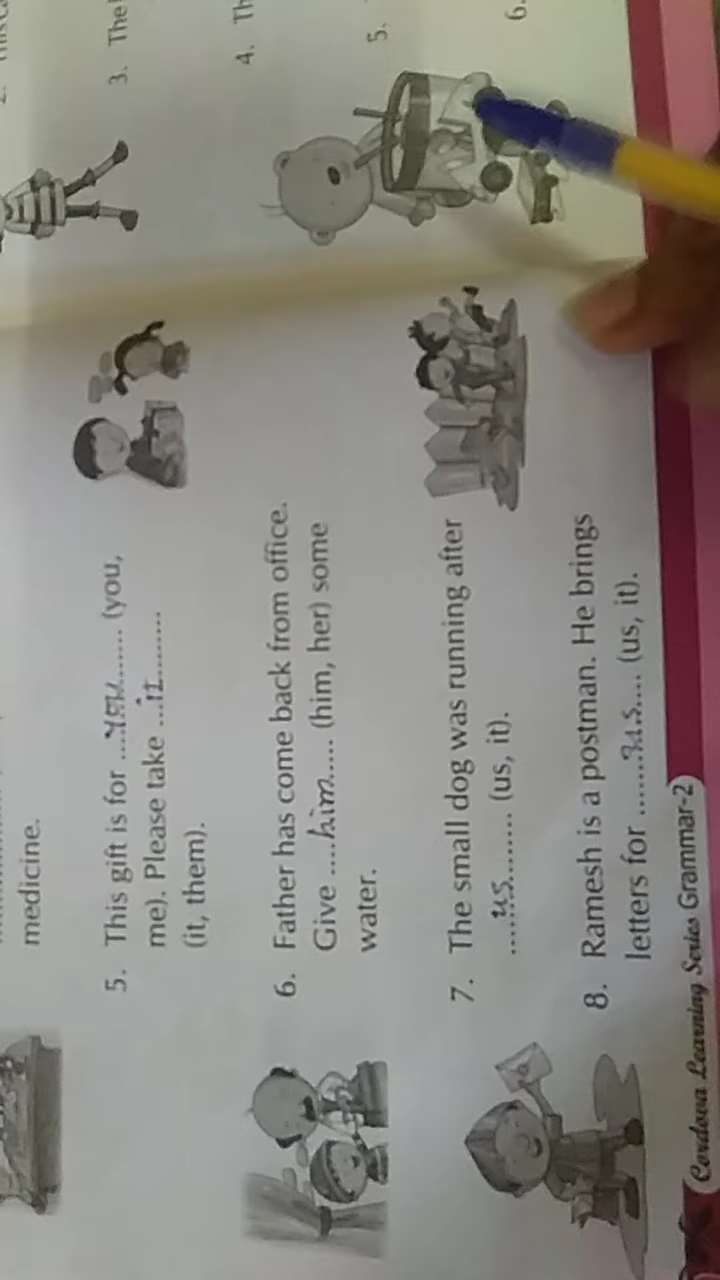 medicine.
5. This gift is for ...you....... (you,
me). Please take ...it.........
(it, them).
6. Father has come back from office.
Give ....him..... (him, her) some
water.
7. The small dog was running after
....us......... (us, it).
8. Ramesh is a postman. He brings
letters for .......us..... (us, it).
Cordova Learning Series Grammar-2
3. The
4. Th
5.
6.